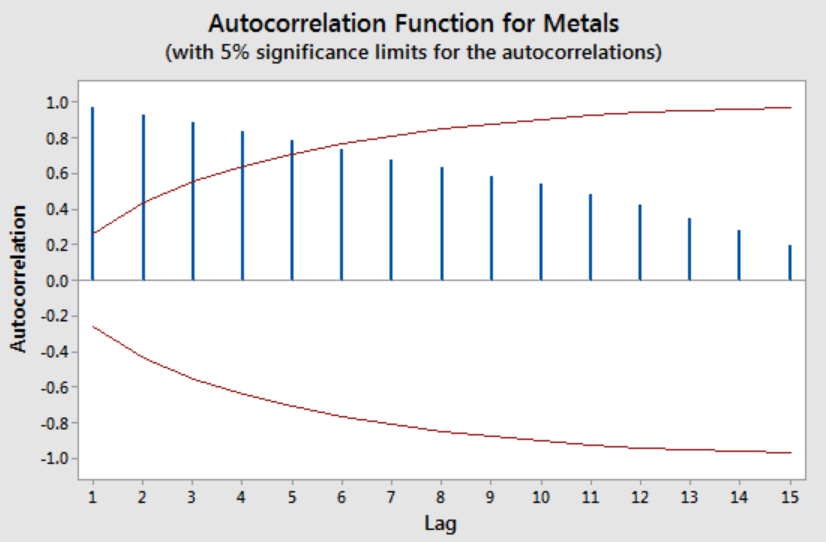 Autocorrelation Function for Metals
(with 5% significance limits for the autocorrelations)
Autocorrelation
1.0
0.8
0.6
0.4
0.2
0.0
-0.2
-0.4
-0.6
-0.8
-1.0
1 2 3 4 5 6 7 8 9 10 11 12 13 14 15
Lag